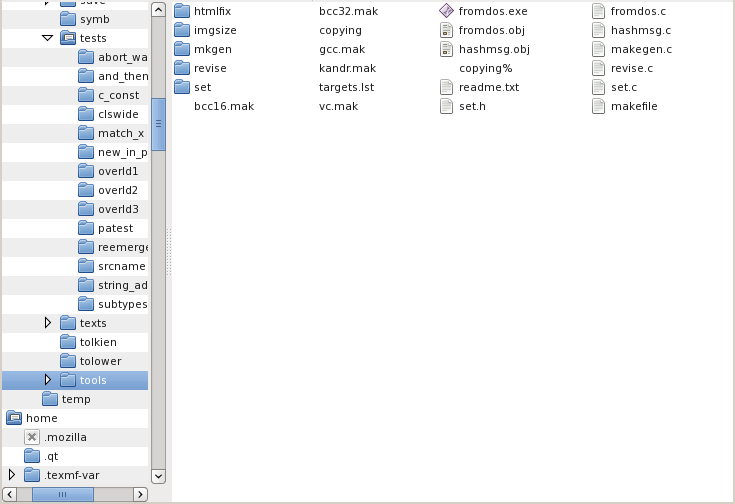 save
symb
tests
abort_wa
and_then
c_const
clswide
match_x
new_in_p
overld1
overld2
overld3
patest
reemerge
srcname
string_ad
subtypes
texts
tolkien
tolower
tools
temp
home
.mozilla
.qt
.texmf-var
htmlfix bcc32.mak fromdos.exe fromdos.c
imgsize copying fromdos.obj hashmsg.c
mkgen gcc.mak hashmsg.obj makegen.c
revise kandr.mak copying% revise.c
set targets.lst readme.txt set.c
bcc16.mak vc.mak set.h makefile